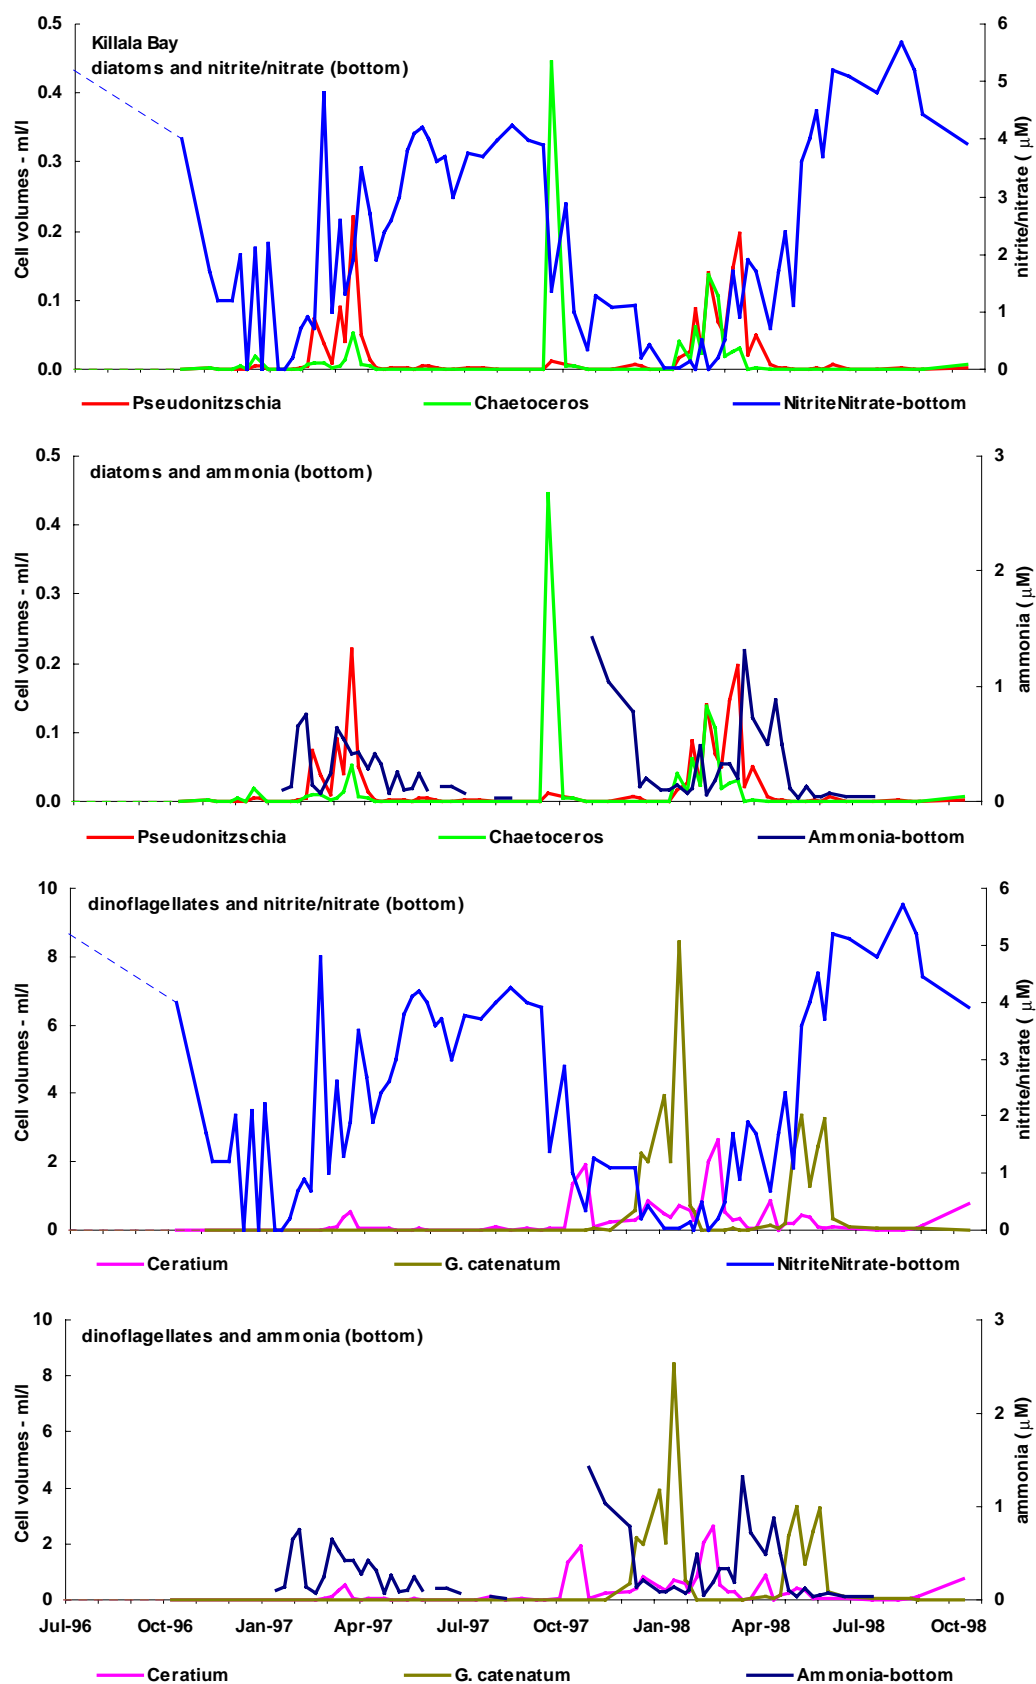 Killala Bay
diatoms and nitrite/nitrate (bottom)
Cell volumes - ml/l
0.5
0.4
0.3
0.2
0.1
0.0
nitrite/nitrate ( μM)
6
5
4
3
2
1
0
Pseudonitzschia Chaetoceros NitriteNitrate-bottom
diatoms and ammonia (bottom)
Cell volumes - ml/l
0.5
0.4
0.3
0.2
0.1
0.0
ammonia ( μM)
3
2
1
0
Pseudonitzschia Chaetoceros Ammonia-bottom
dinoflagellates and nitrite/nitrate (bottom)
Cell volumes - ml/l
10
8
6
4
2
0
nitrite/nitrate ( μM)
6
5
4
3
2
1
0
Ceratium G. catenatum NitriteNitrate-bottom
dinoflagellates and ammonia (bottom)
Cell volumes - ml/l
10
8
6
4
2
0
ammonia ( μM)
3
2
1
0
Jul-96 Oct-96 Jan-97 Apr-97 Jul-97 Oct-97 Jan-98 Apr-98 Jul-98 Oct-98
Ceratium G. catenatum Ammonia-bottom